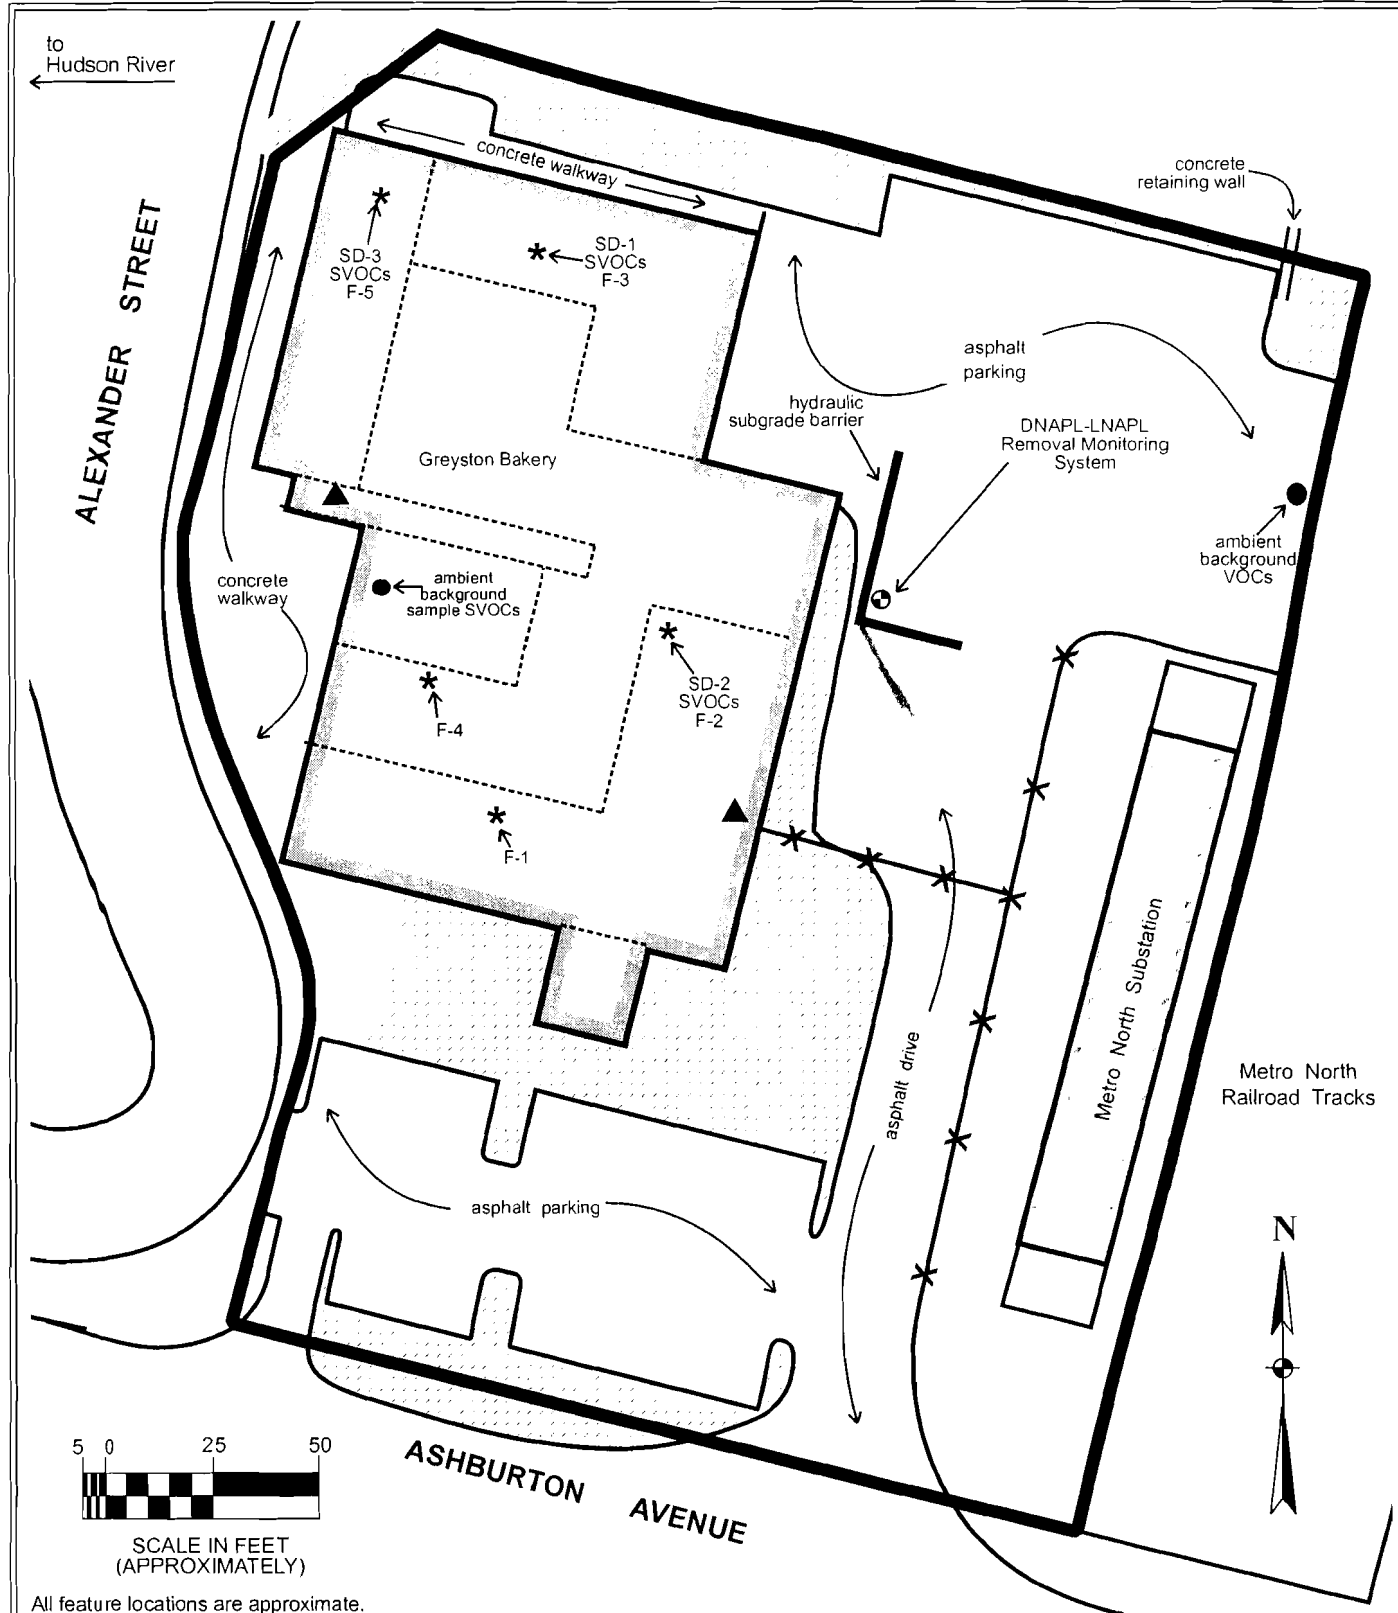 to
Hudson River
concrete
retaining wall
concrete walkway
SD-3
SVOCs
F-5
SD-1
SVOCs
F-3
ALEXANDER STREET
asphalt
parking
hydraulic
subgrade barrier
DNAPL-LNAPL
Removal Monitoring
System
Greyston Bakery
ambient
background
VOCs
concrete
walkway
ambient
background
sample SVOCs
SD-2
SVOCs
F-2
F-4
F-1
Metro North Substation
asphalt drive
Metro North
Railroad Tracks
asphalt parking
N
5 0 25 50
SCALE IN FEET
(APPROXIMATELY)
ASHBURTON AVENUE
All feature locations are approximate.